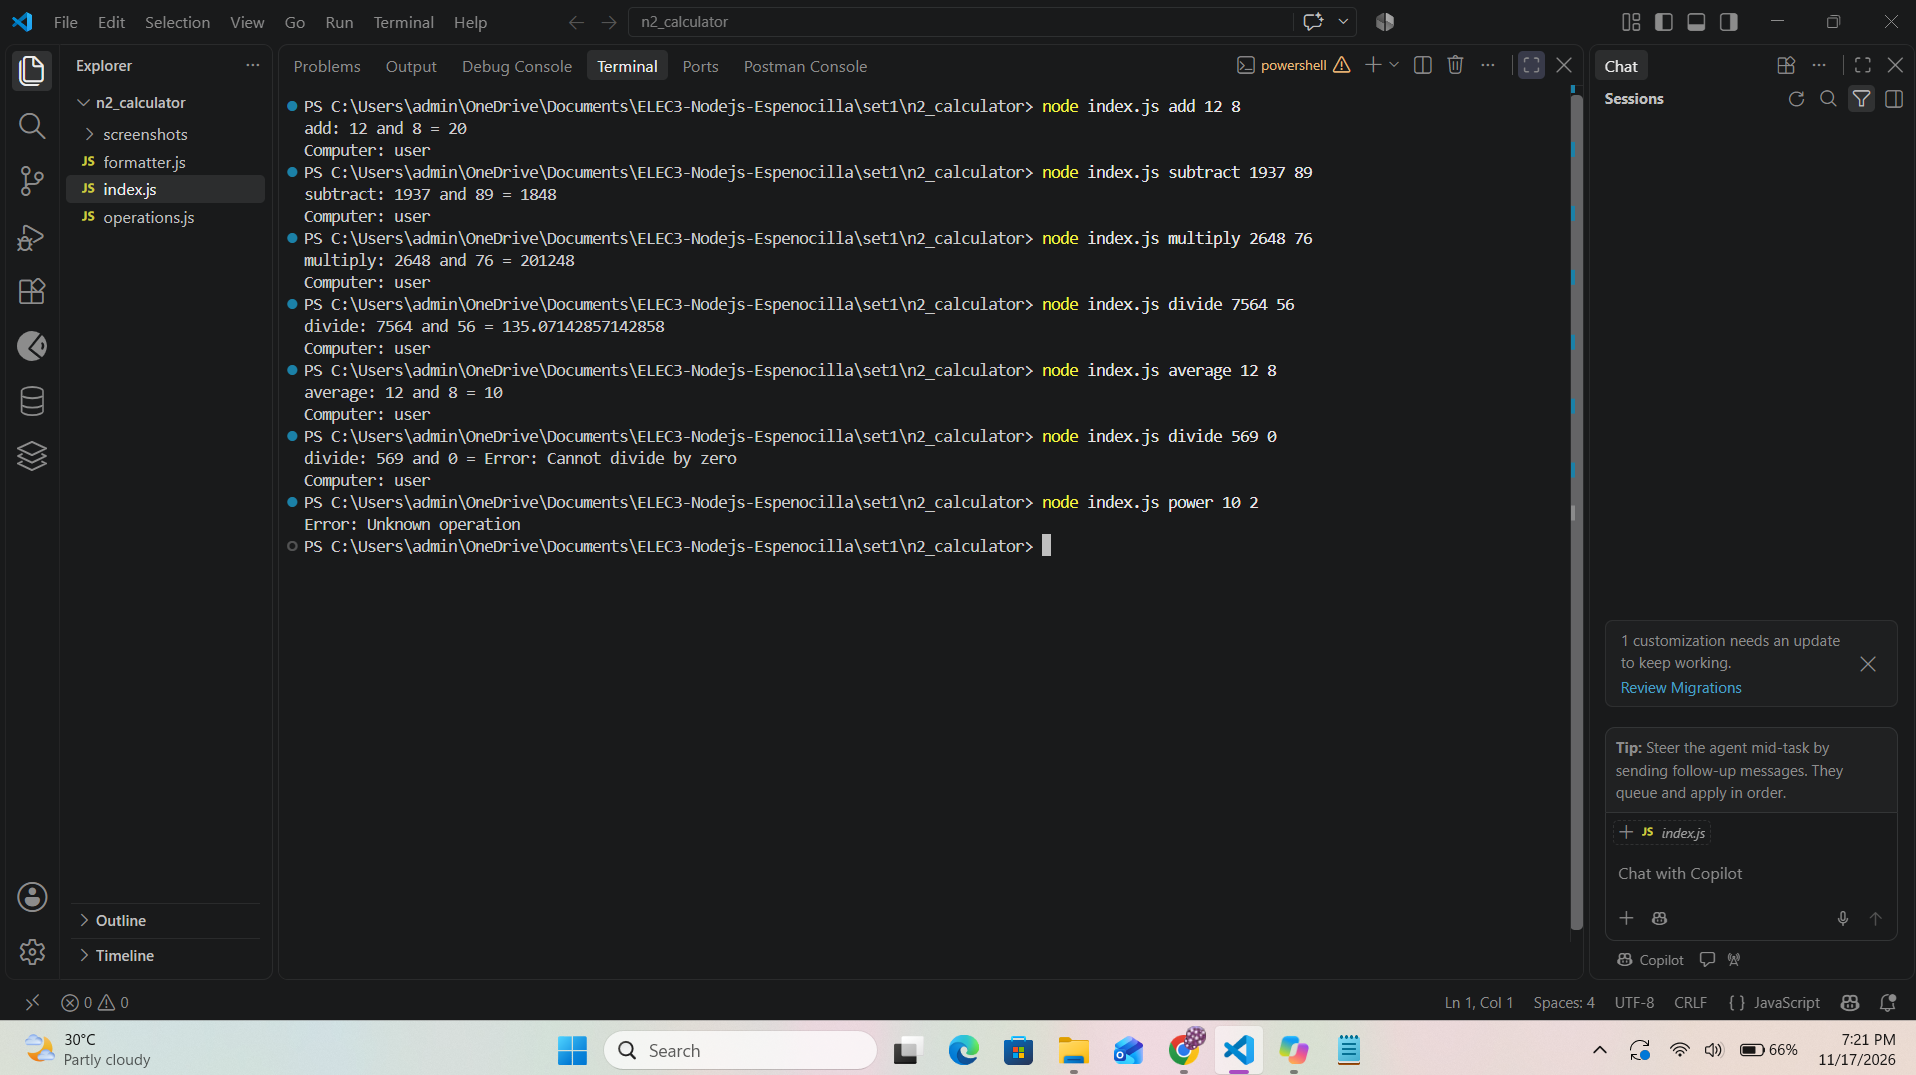 File Edit Selection View Go Run Terminal Help
n2_calculator
Explorer
n2_calculator
screenshots
JS formatter.js
JS index.js
JS operations.js
Outline
Timeline
Problems Output Debug Console Terminal Ports Postman Console
powershell
PS C:\Users\admin\OneDrive\Documents\ELEC3-Nodejs-Espenocilla\set1\n2_calculator> node index.js add 12 8
add: 12 and 8 = 20
Computer: user
PS C:\Users\admin\OneDrive\Documents\ELEC3-Nodejs-Espenocilla\set1\n2_calculator> node index.js subtract 1937 89
subtract: 1937 and 89 = 1848
Computer: user
PS C:\Users\admin\OneDrive\Documents\ELEC3-Nodejs-Espenocilla\set1\n2_calculator> node index.js multiply 2648 76
multiply: 2648 and 76 = 201248
Computer: user
PS C:\Users\admin\OneDrive\Documents\ELEC3-Nodejs-Espenocilla\set1\n2_calculator> node index.js divide 7564 56
divide: 7564 and 56 = 135.07142857142858
Computer: user
PS C:\Users\admin\OneDrive\Documents\ELEC3-Nodejs-Espenocilla\set1\n2_calculator> node index.js average 12 8
average: 12 and 8 = 10
Computer: user
PS C:\Users\admin\OneDrive\Documents\ELEC3-Nodejs-Espenocilla\set1\n2_calculator> node index.js divide 569 0
divide: 569 and 0 = Error: Cannot divide by zero
Computer: user
PS C:\Users\admin\OneDrive\Documents\ELEC3-Nodejs-Espenocilla\set1\n2_calculator> node index.js power 10 2
Error: Unknown operation
PS C:\Users\admin\OneDrive\Documents\ELEC3-Nodejs-Espenocilla\set1\n2_calculator>
Chat
Sessions
1 customization needs an update
to keep working.
Review Migrations
Tip: Steer the agent mid-task by
sending follow-up messages. They
queue and apply in order.
JS index.js
Chat with Copilot
Copilot
0 0
Ln 1, Col 1 Spaces: 4 UTF-8 CRLF { } JavaScript
30°C
Partly cloudy
Search
66%
7:21 PM
11/17/2026